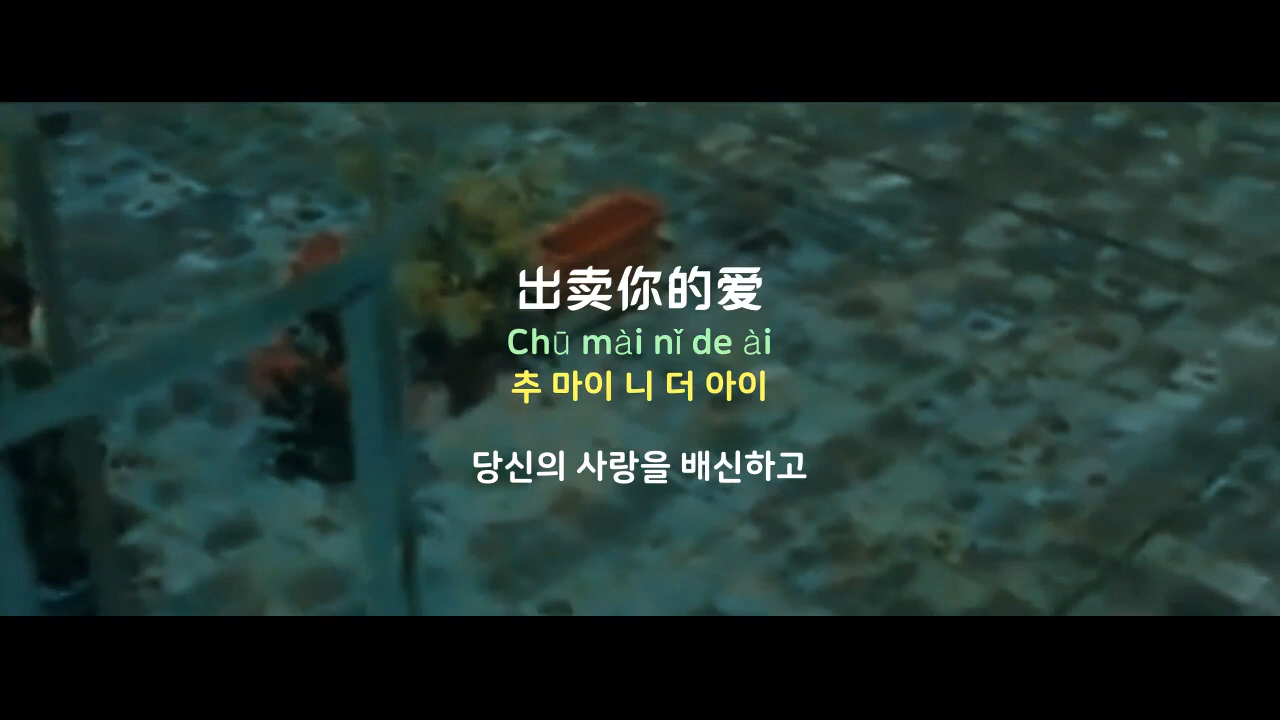 出卖你的爱
Chū mài nǐ de ài
추 마이 니 더 아이
당신의 사랑을 배신하고